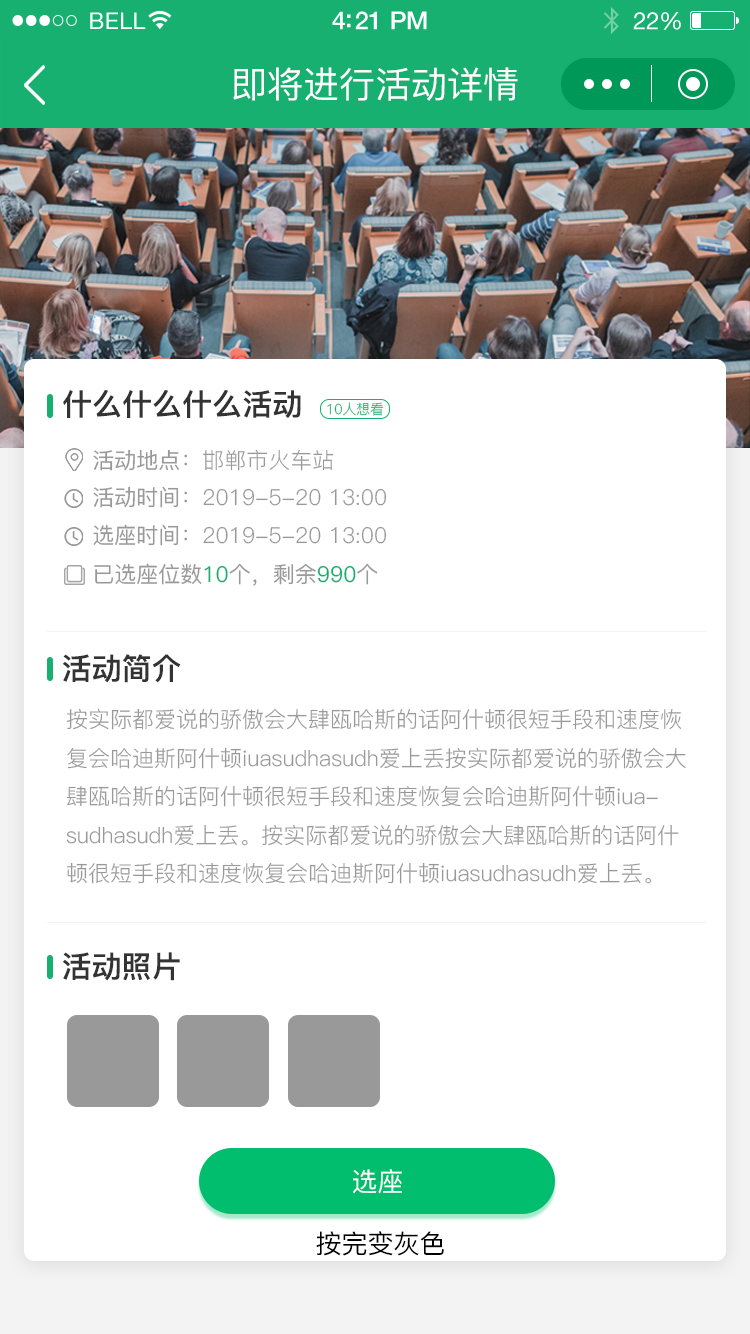 BELL 4:21 PM 22%
即将进行活动详情
什么什么什么活动 10人想看
活动地点：邯郸市火车站
活动时间：2019-5-20 13:00
选座时间：2019-5-20 13:00
已选座位数10个，剩余990个
活动简介
按实际都爱说的骄傲会大肆瓯哈斯的话阿什顿很短手段和速度恢
复会哈迪斯阿什顿iuasudhasudh爱上丢按实际都爱说的骄傲会大
肆瓯哈斯的话阿什顿很短手段和速度恢复会哈迪斯阿什顿iua-
sudhasudh爱上丢。按实际都爱说的骄傲会大肆瓯哈斯的话阿什
顿很短手段和速度恢复会哈迪斯阿什顿iuasudhasudh爱上丢。
活动照片
选座
按完变灰色